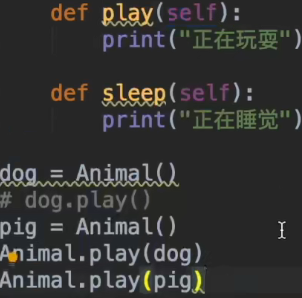 def play(self):
print("正在玩耍")
def sleep(self):
print("正在睡觉")
dog = Animal()
# dog.play()
pig = Animal()
Animal.play(dog)
Animal.play(pig)